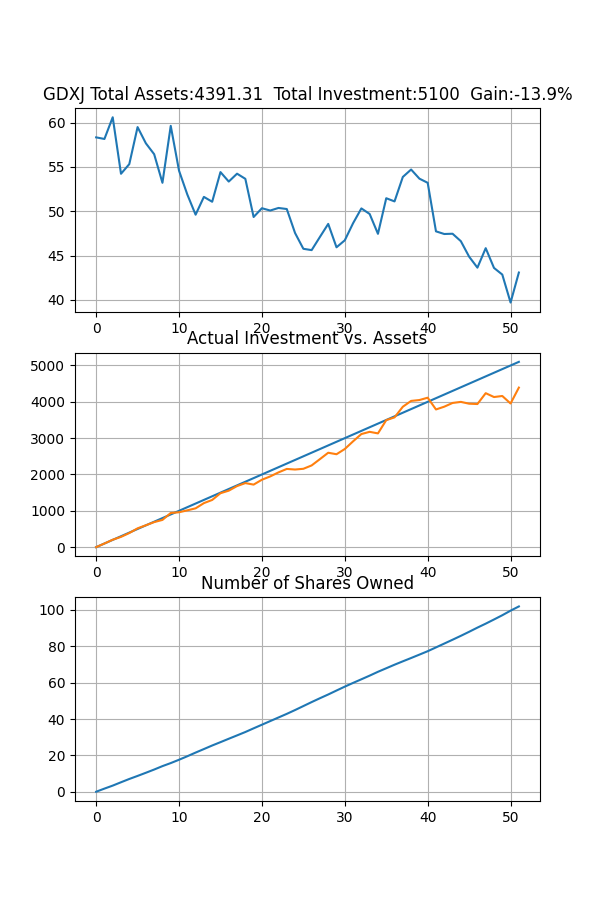 GDXJ Total Assets:4391.31  Total Investment:5100  Gain:-13.9%
60
55
50
45
40
0 10 20 30 40 50
Actual Investment vs. Assets
5000
4000
3000
2000
1000
0
0 10 20 30 40 50
Number of Shares Owned
100
80
60
40
20
0
0 10 20 30 40 50